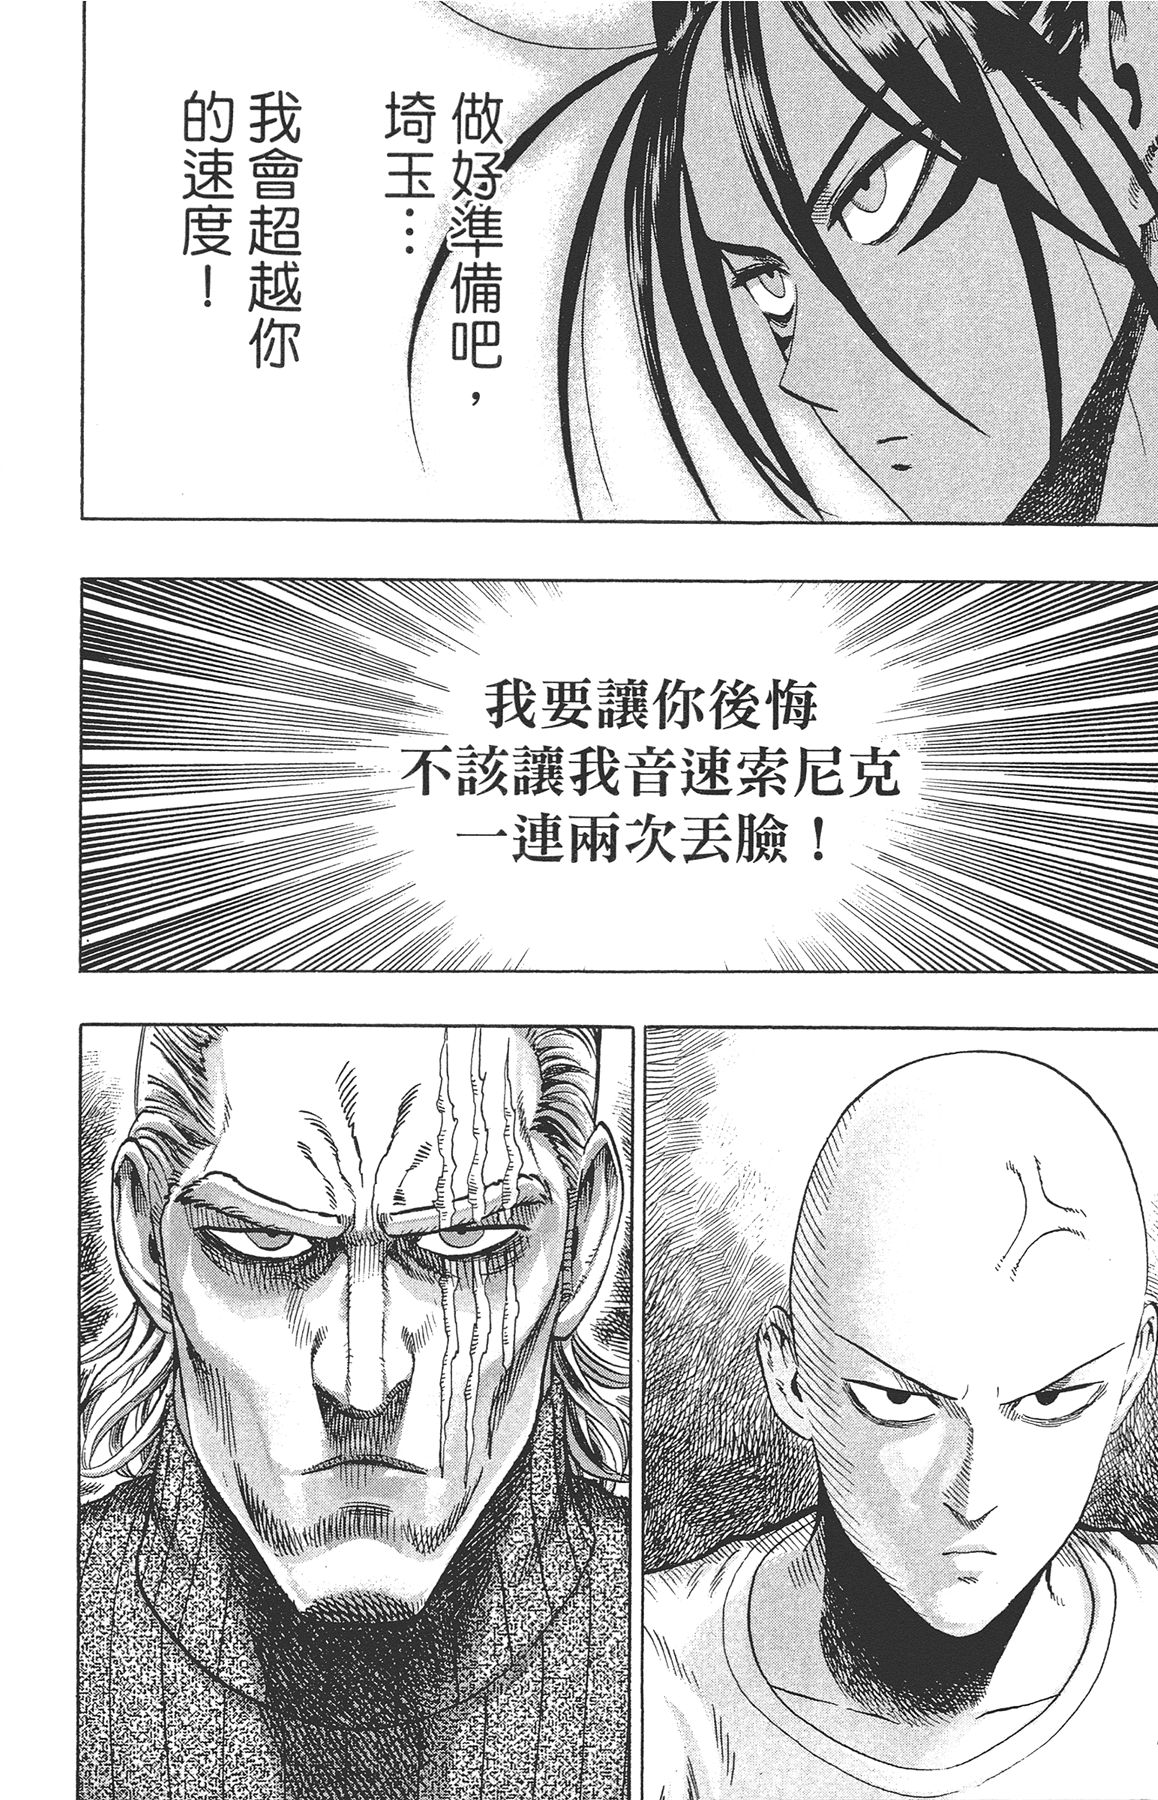 做好準備吧，
埼玉…
我會超越你
的速度！
我要讓你後悔
不該讓我音速索尼克
一連兩次丟臉！